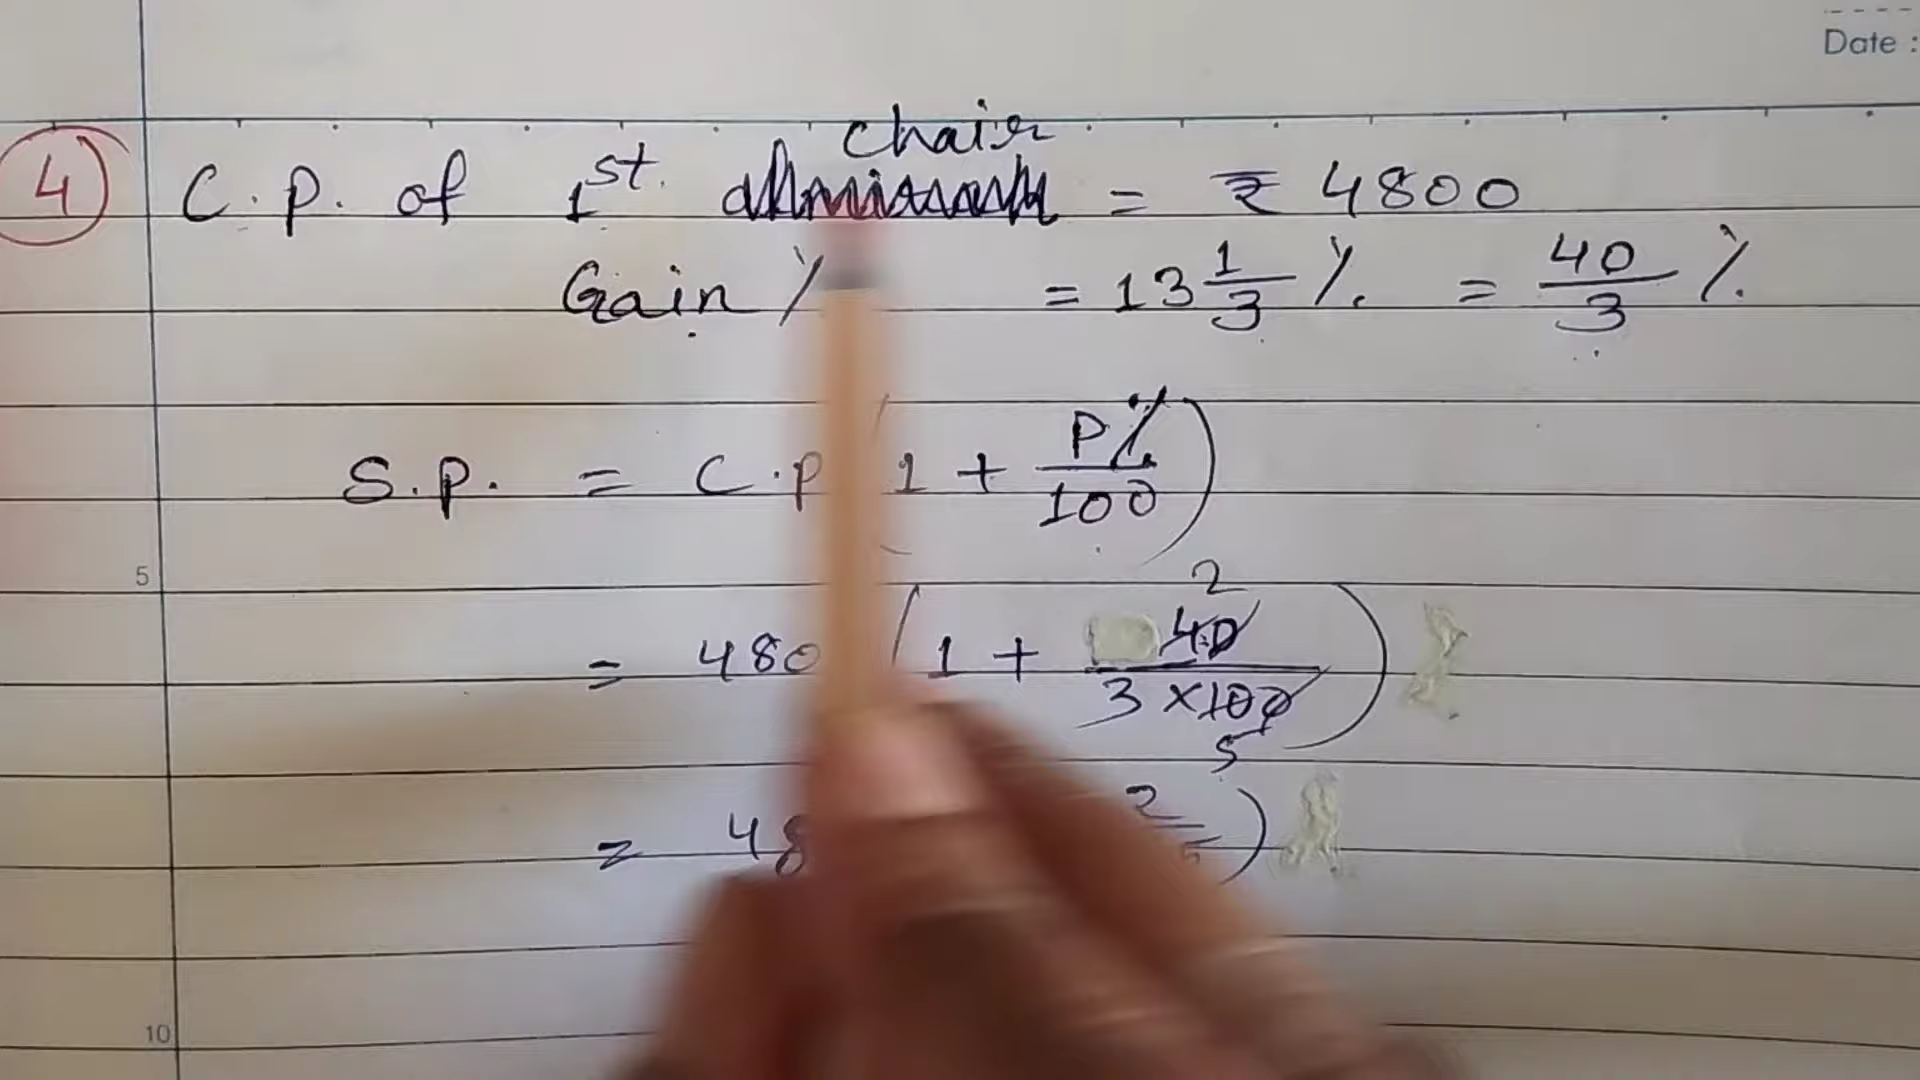 Date :
4 C.P. of 1st. chair = ₹ 4800
Gain % = 13 1/3 % = 40/3 %
S.P. = C.P (1 + P%/100)
5
= 480 (1 + 40/3×100) 2 5
= 48 2 )
10